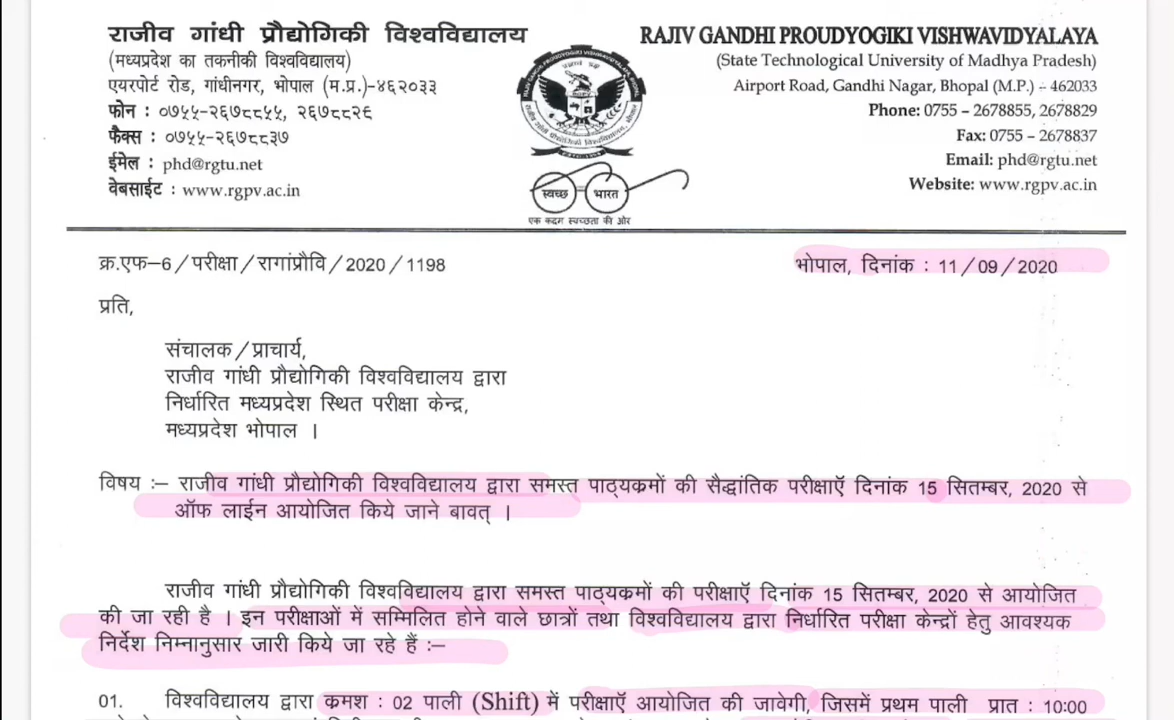 राजीव गांधी प्रौद्योगिकी विश्वविद्यालय
(मध्यप्रदेश का तकनीकी विश्वविद्यालय)
एयरपोर्ट रोड, गांधीनगर, भोपाल (म.प्र.)-४६२०३३
फोन : ०७५५-२६७८८५५, २६७८८२९
फैक्स : ०७५५-२६७८८३७
ईमेल : phd@rgtu.net
वेबसाईट : www.rgpv.ac.in
स्वच्छ भारत
एक कदम स्वच्छता की ओर
RAJIV GANDHI PROUDYOGIKI VISHWAVIDYALAYA
(State Technological University of Madhya Pradesh)
Airport Road, Gandhi Nagar, Bhopal (M.P.) - 462033
Phone: 0755 - 2678855, 2678829
Fax: 0755 - 2678837
Email: phd@rgtu.net
Website: www.rgpv.ac.in
क्र.एफ-6/परीक्षा/रागांप्रौवि/2020/1198
भोपाल, दिनांक : 11/09/2020
प्रति,
संचालक/प्राचार्य,
राजीव गांधी प्रौद्योगिकी विश्वविद्यालय द्वारा
निर्धारित मध्यप्रदेश स्थित परीक्षा केन्द्र,
मध्यप्रदेश भोपाल ।
विषय :– राजीव गांधी प्रौद्योगिकी विश्वविद्यालय द्वारा समस्त पाठ्यकमों की सैद्धांतिक परीक्षाऍ दिनांक 15 सितम्बर, 2020 से
ऑफ लाईन आयोजित किये जाने बावत् ।
राजीव गांधी प्रौद्योगिकी विश्वविद्यालय द्वारा समस्त पाठ्यकमों की परीक्षाऍ दिनांक 15 सितम्बर, 2020 से आयोजित
की जा रही है । इन परीक्षाओं में सम्मिलित होने वाले छात्रों तथा विश्वविद्यालय द्वारा निर्धारित परीक्षा केन्द्रों हेतु आवश्यक
निर्देश निम्नानुसार जारी किये जा रहे हैं :–
01. विश्वविद्यालय द्वारा कमश : 02 पाली (Shift) में परीक्षाऍ आयोजित की जावेगी, जिसमें प्रथम पाली प्रात : 10:00